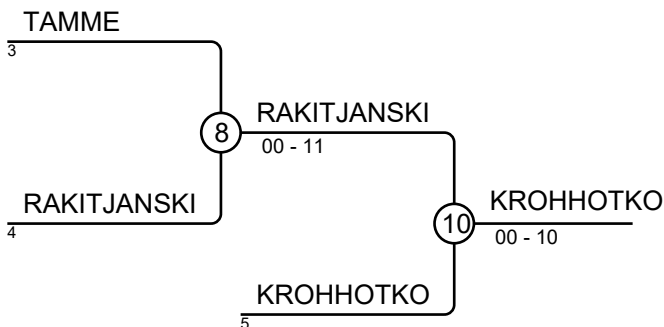 TAMME
3
RAKITJANSKI
8
00 - 11
RAKITJANSKI
4
KROHHOTKO
10
00 - 10
KROHHOTKO
5